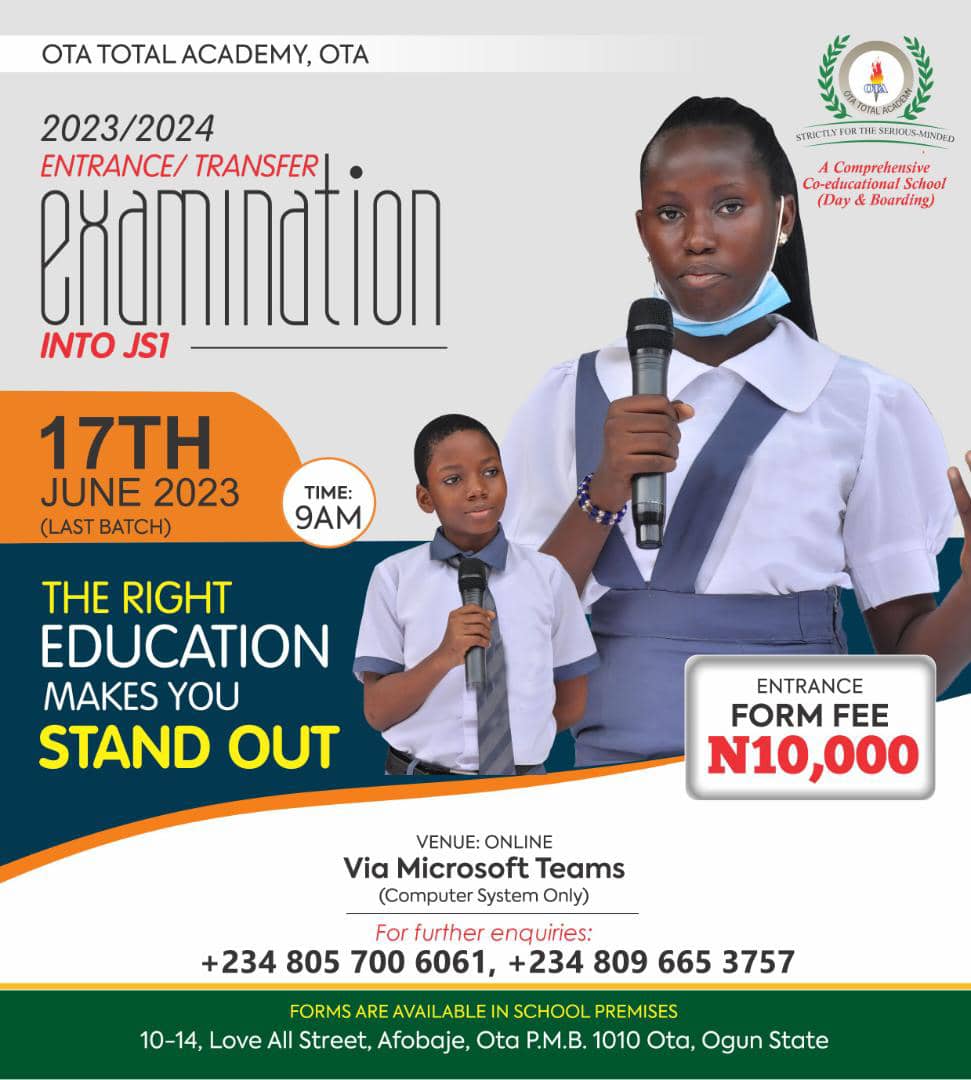 OTA TOTAL ACADEMY, OTA
OTA
OTA TOTAL ACADEMY
STRICTLY FOR THE SERIOUS-MINDED
A Comprehensive
Co-educational School
(Day & Boarding)
2023/2024
ENTRANCE/ TRANSFER
examination
INTO JS1
17TH
JUNE 2023
(LAST BATCH)
TIME:
9AM
THE RIGHT
EDUCATION
MAKES YOU
STAND OUT
ENTRANCE
FORM FEE
N10,000
VENUE: ONLINE
Via Microsoft Teams
(Computer System Only)
For further enquiries:
+234 805 700 6061, +234 809 665 3757
FORMS ARE AVAILABLE IN SCHOOL PREMISES
10-14, Love All Street, Afobaje, Ota P.M.B. 1010 Ota, Ogun State